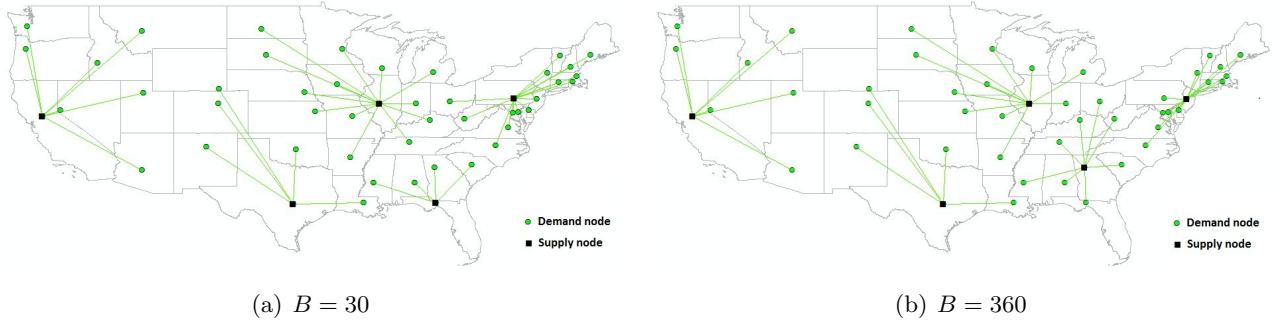 Demand node
Supply node
Demand node
Supply node
(a) B = 30
(b) B = 360